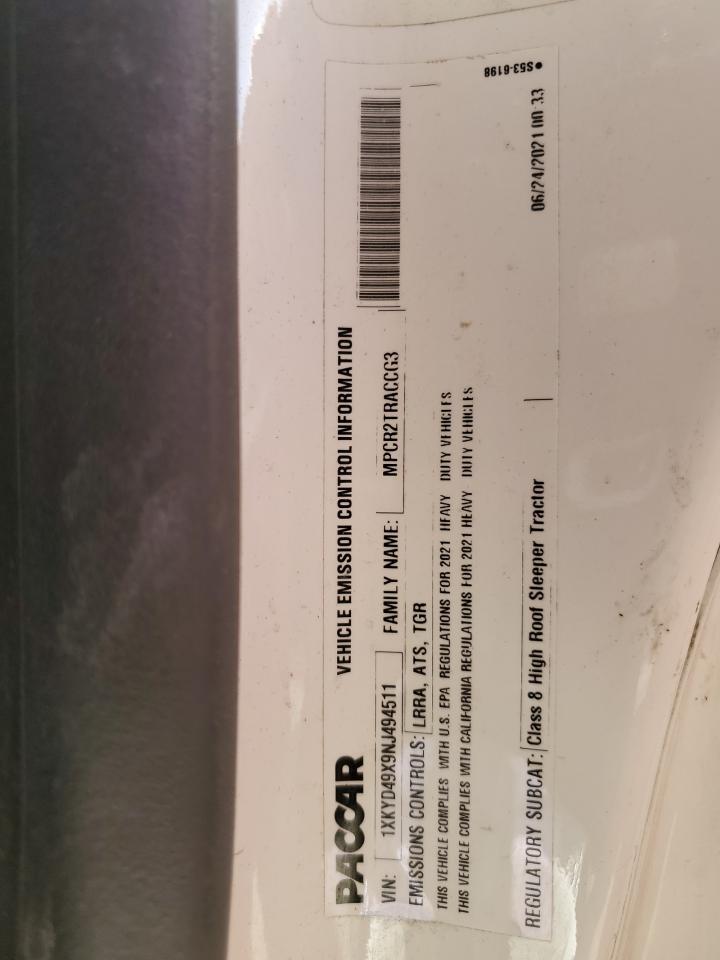 PACCAR VEHICLE EMISSION CONTROL INFORMATION
VIN: 1XKYD49X9NJ494511 FAMILY NAME: MPCR2TRACCG3
EMISSIONS CONTROLS: LRRA, ATS, TGR
THIS VEHICLE COMPLIES WITH U.S. EPA REGULATIONS FOR 2021 HEAVY DUTY VEHICLES
THIS VEHICLE COMPLIES WITH CALIFORNIA REGULATIONS FOR 2021 HEAVY DUTY VEHICLES
REGULATORY SUBCAT: Class 8 High Roof Sleeper Tractor
06/24/2021 00:33
S53-6198